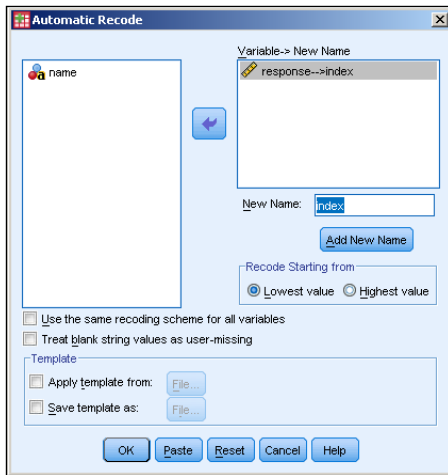 Automatic Recode
Variable-> New Name
name
response-->index
New Name: index
Add New Name
Recode Starting from
Lowest value Highest value
Use the same recoding scheme for all variables
Treat blank string values as user-missing
Template
Apply template from: File...
Save template as: File...
OK Paste Reset Cancel Help